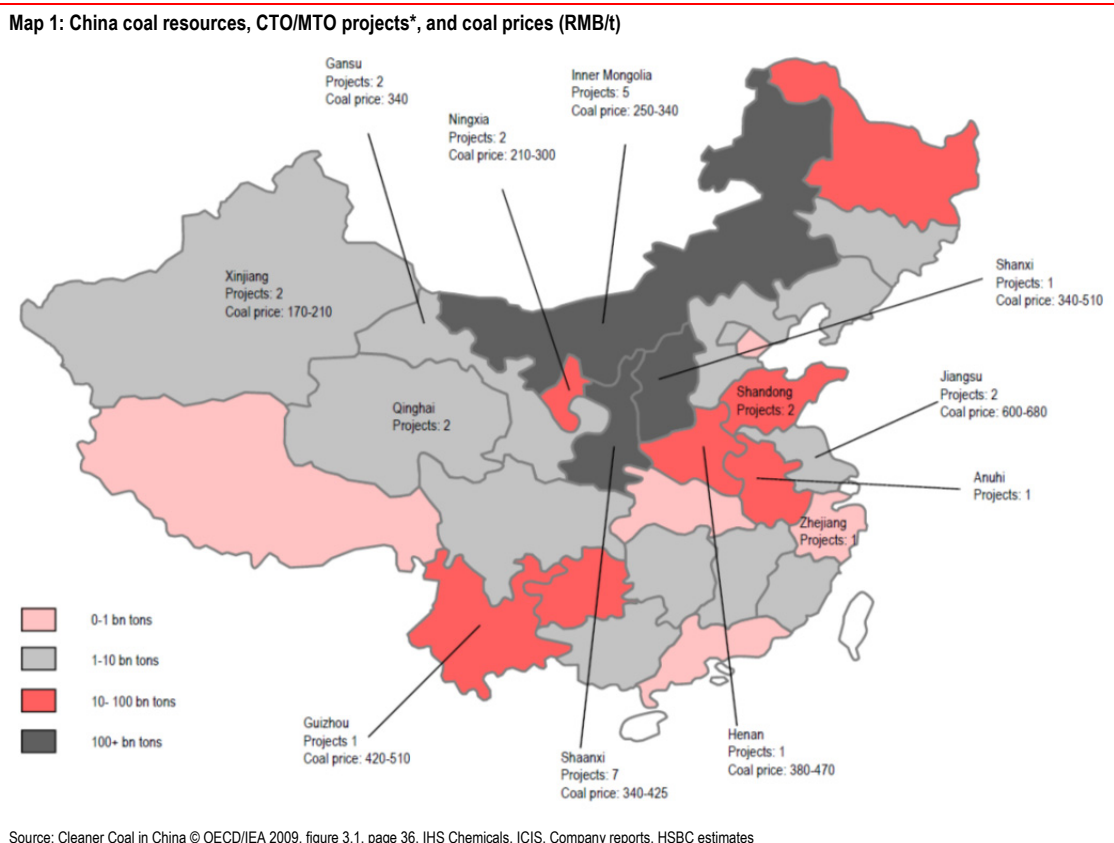 Map 1: China coal resources, CTO/MTO projects*, and coal prices (RMB/t)
Gansu
Projects: 2
Coal price: 340
Inner Mongolia
Projects: 5
Coal price: 250-340
Ningxia
Projects: 2
Coal price: 210-300
Xinjiang
Projects: 2
Coal price: 170-210
Shanxi
Projects: 1
Coal price: 340-510
Qinghai
Projects: 2
Shandong
Projects: 2
Jiangsu
Projects: 2
Coal price: 600-680
Anuhi
Projects: 1
Zhejiang
Projects: 1
0-1 bn tons
1-10 bn tons
10- 100 bn tons
100+ bn tons
Guizhou
Projects 1
Coal price: 420-510
Shaanxi
Projects: 7
Coal price: 340-425
Henan
Projects: 1
Coal price: 380-470
Source: Cleaner Coal in China © OECD/IEA 2009, figure 3.1, page 36, IHS Chemicals, ICIS, Company reports, HSBC estimates